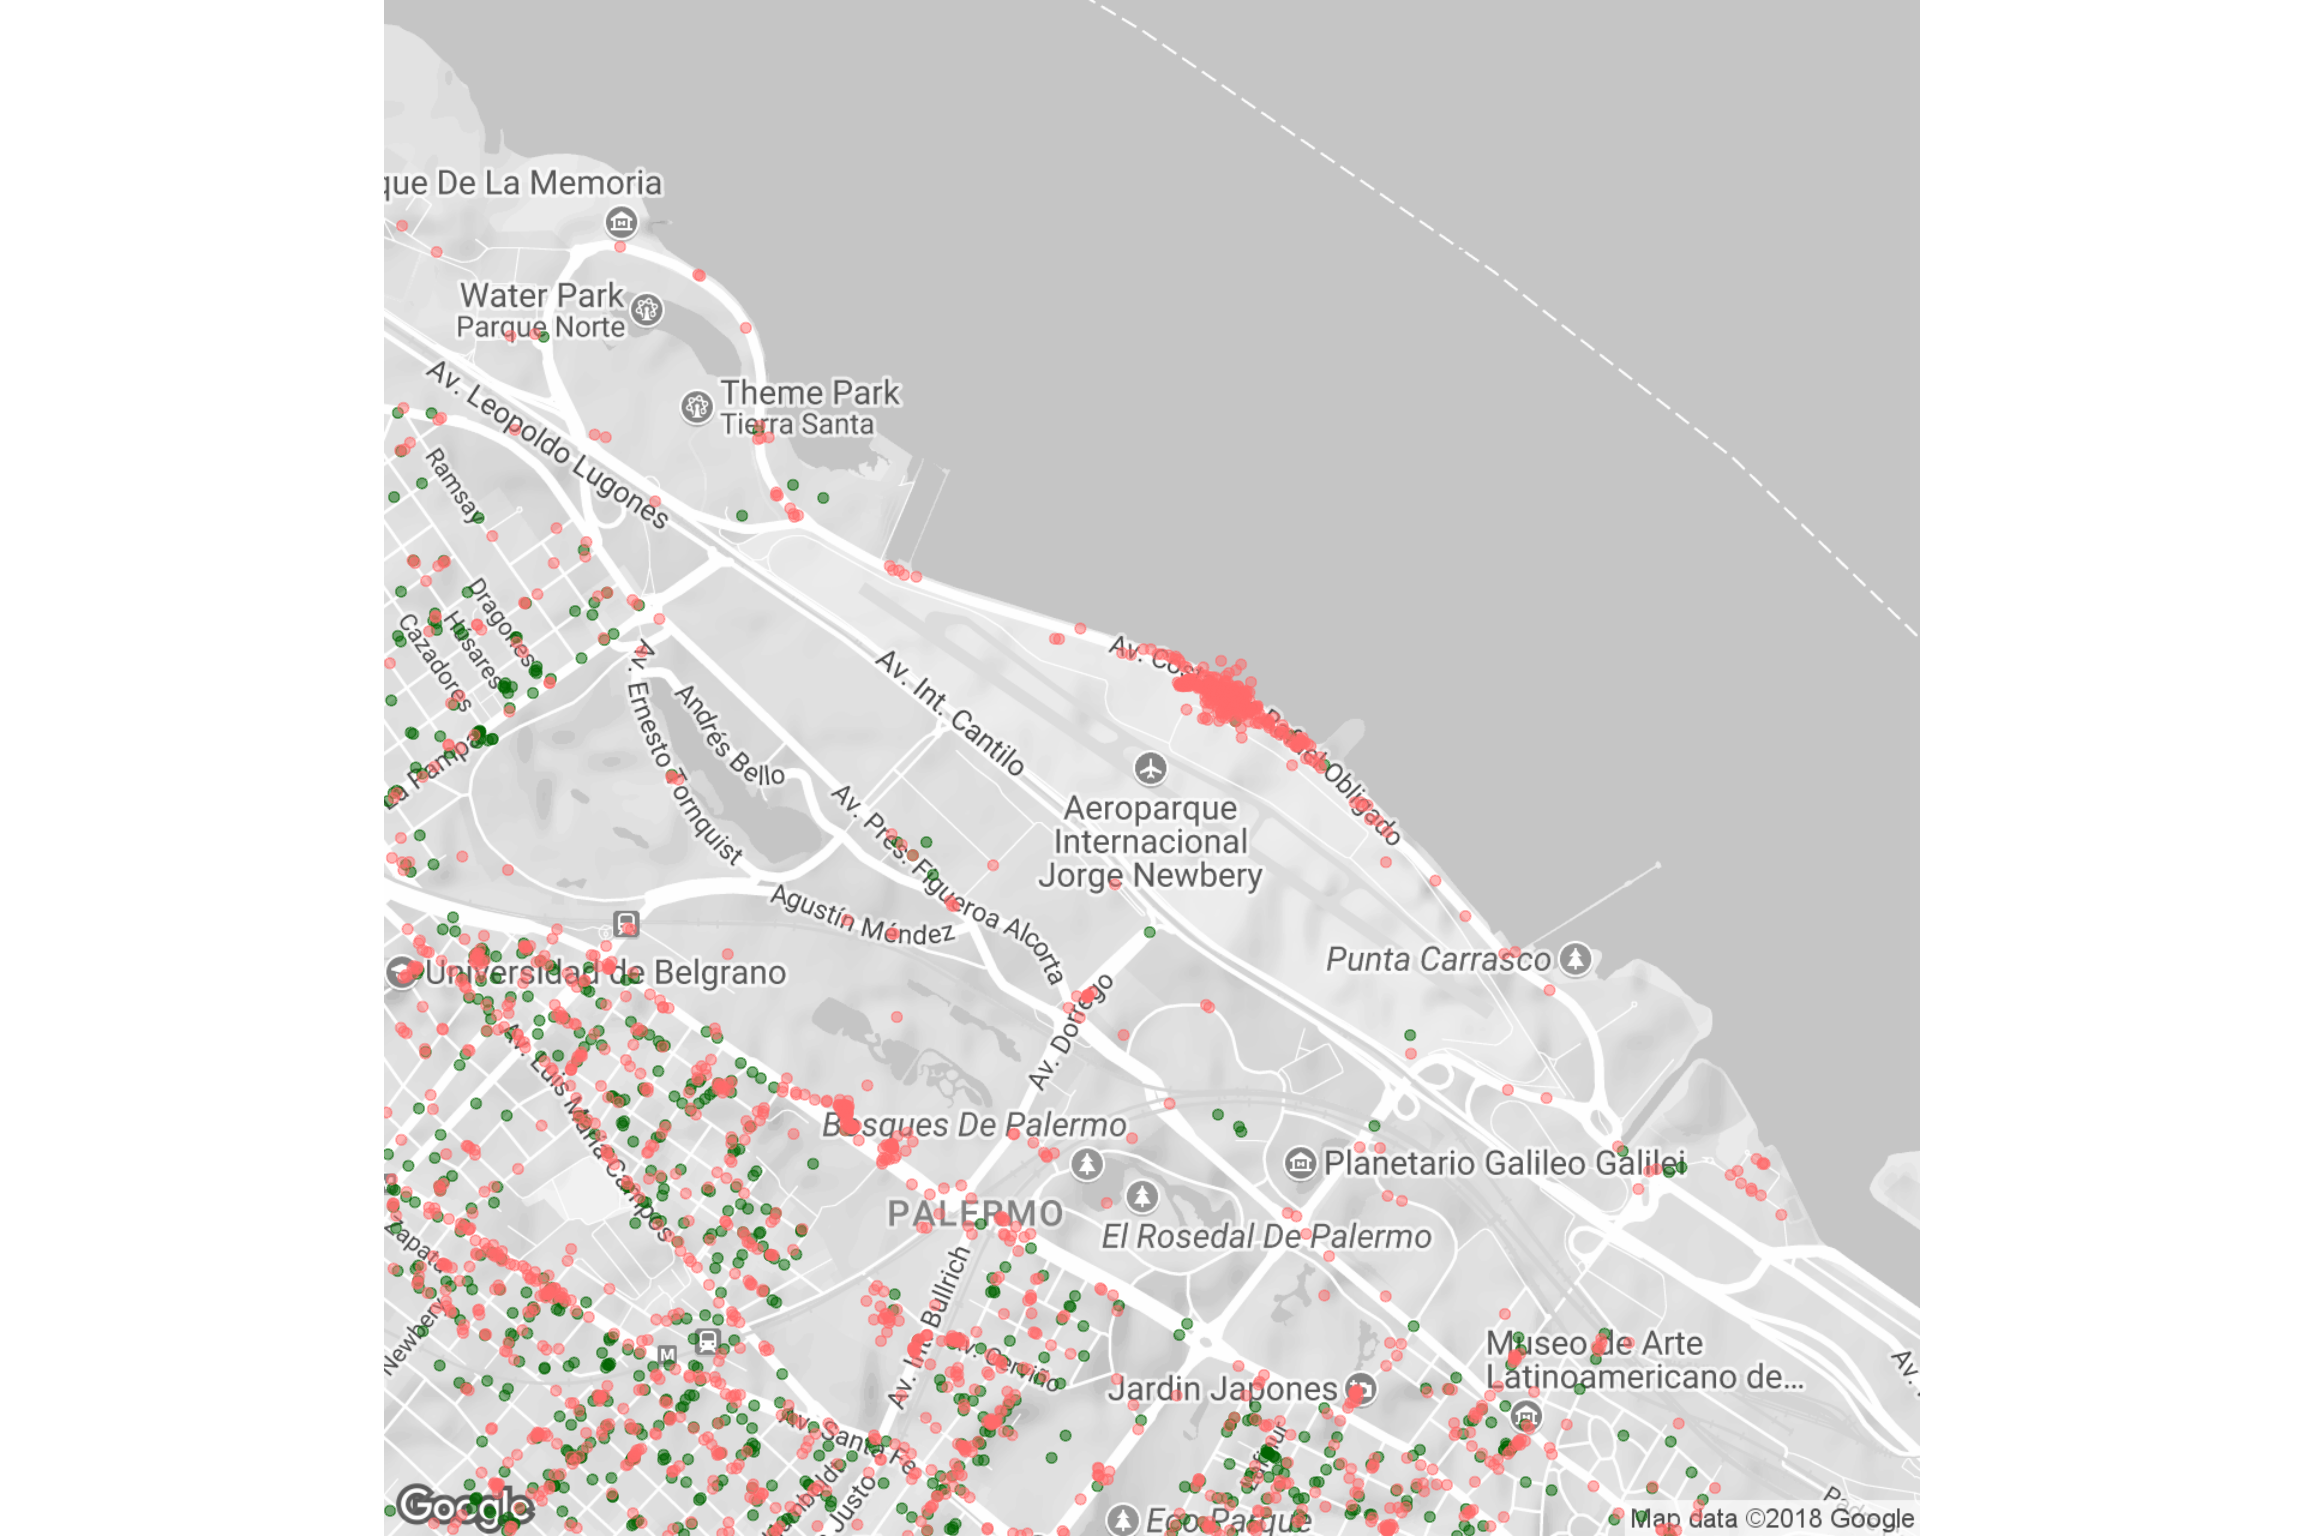 que De La Memoria
Water Park
Parque Norte
Av. Leopoldo Lugones
Theme Park
Tierra Santa
Ramsay
Dragones
Húsares
Cazadores
La Pampa
Av. Ernesto Tornquist
Andrés Bello
Av. Int. Cantilo
Av. Cost
Rafael Obligado
Aeroparque
Internacional
Jorge Newbery
Av. Pres. Figueroa Alcorta
Agustín Méndez
Punta Carrasco
Universidad de Belgrano
Av. Dorrego
Av. Luis María Campos
Bosques De Palermo
Planetario Galileo Galilei
PALERMO
El Rosedal De Palermo
Zapata
Newbery
M
Av. Int. Bullrich
Av. Cerviño
Museo de Arte
Latinoamericano de...
Av.
Jardin Japones
Av. Santa Fe
Lafinur
Humboldt
Justo
Google
Eco Parque
Map data ©2018 Google